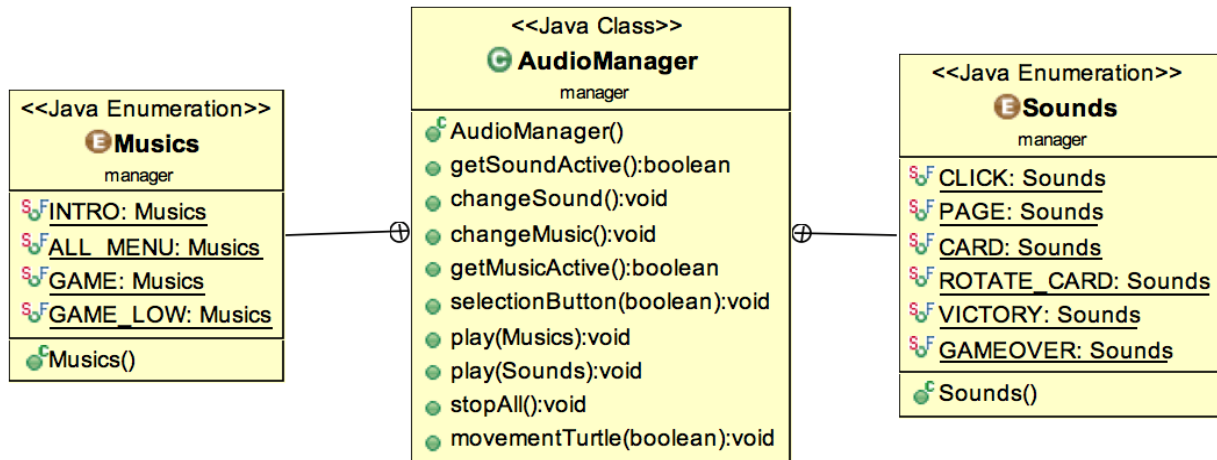 <<Java Enumeration>>
E Musics
manager
S F INTRO: Musics
S F ALL_MENU: Musics
S F GAME: Musics
S F GAME_LOW: Musics
C Musics()
<<Java Class>>
C AudioManager
manager
C AudioManager()
getSoundActive():boolean
changeSound():void
changeMusic():void
getMusicActive():boolean
selectionButton(boolean):void
play(Musics):void
play(Sounds):void
stopAll():void
movementTurtle(boolean):void
<<Java Enumeration>>
E Sounds
manager
S F CLICK: Sounds
S F PAGE: Sounds
S F CARD: Sounds
S F ROTATE_CARD: Sounds
S F VICTORY: Sounds
S F GAMEOVER: Sounds
C Sounds()